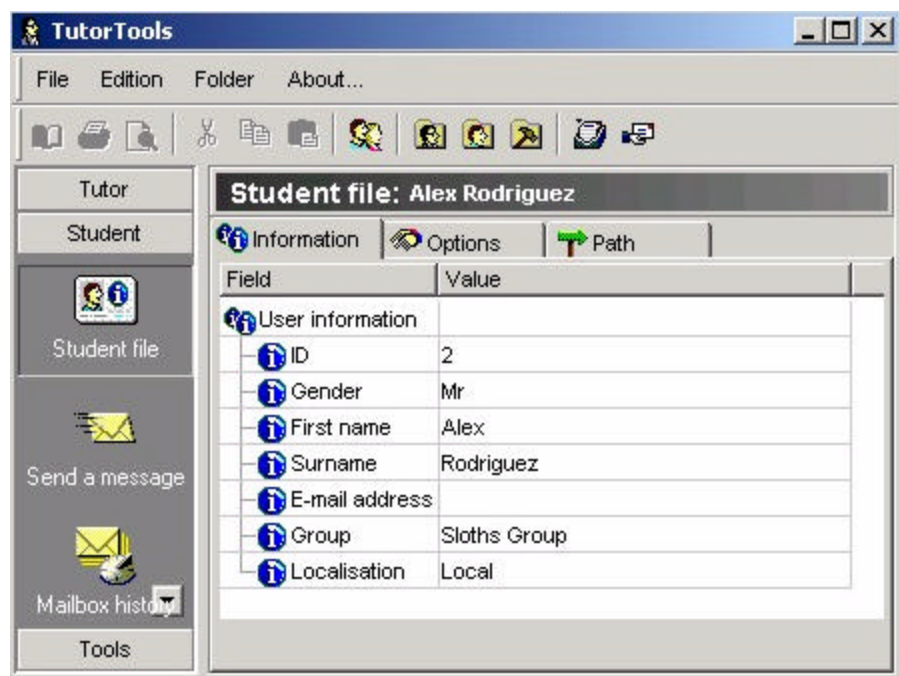 TutorTools
File Edition Folder About...
Tutor
Student
Student file
Send a message
Mailbox history
Tools
Student file: Alex Rodriguez
Information Options Path
Field Value
User information
ID 2
Gender Mr
First name Alex
Surname Rodriguez
E-mail address
Group Sloths Group
Localisation Local